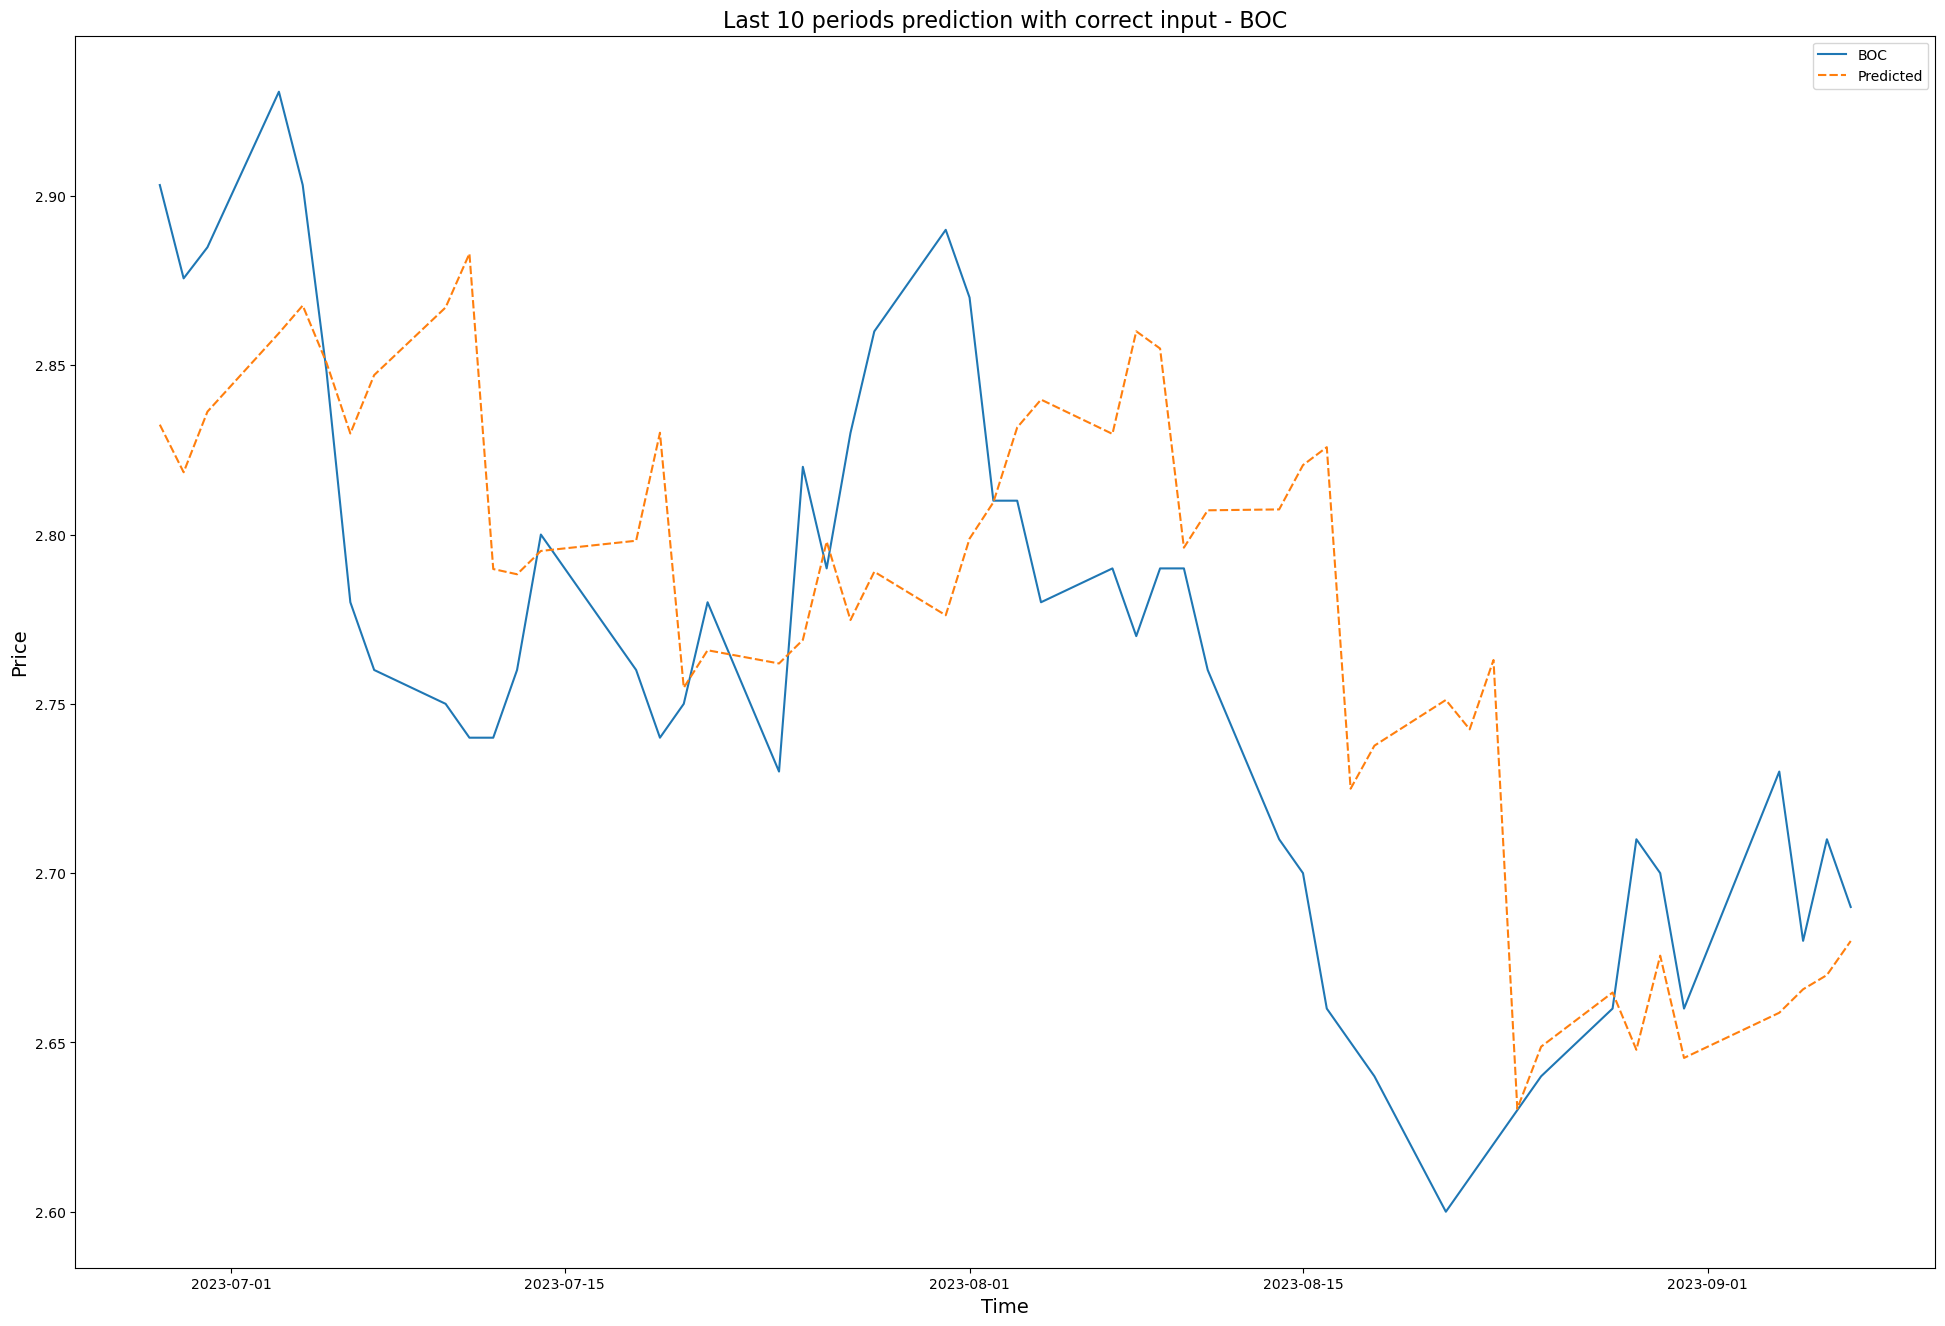 Last 10 periods prediction with correct input - BOC
BOC
Predicted
Price
2.90
2.85
2.80
2.75
2.70
2.65
2.60
2023-07-01
2023-07-15
2023-08-01
2023-08-15
2023-09-01
Time